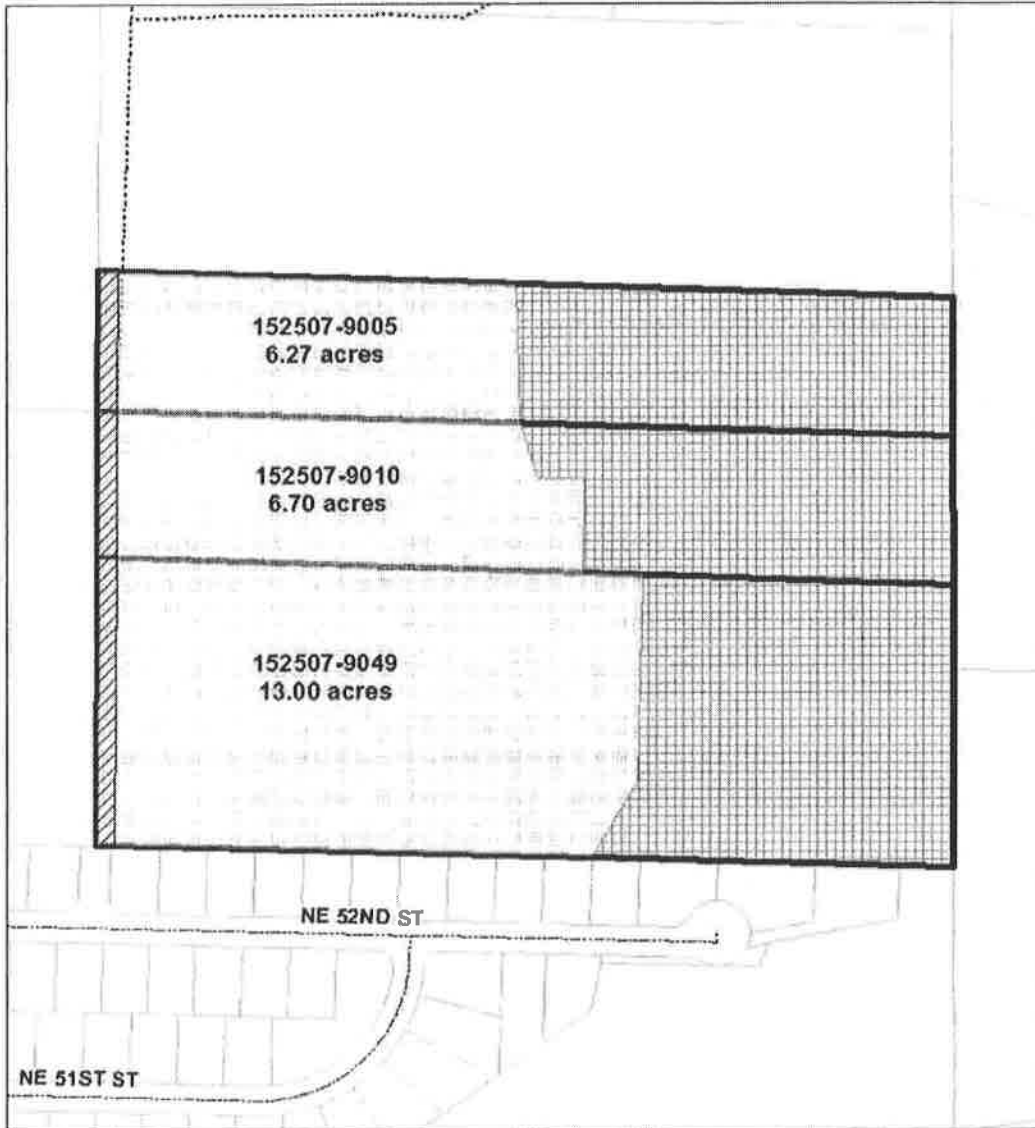 152507-9005
6.27 acres
152507-9010
6.70 acres
152507-9049
13.00 acres
NE 52ND ST
NE 51ST ST